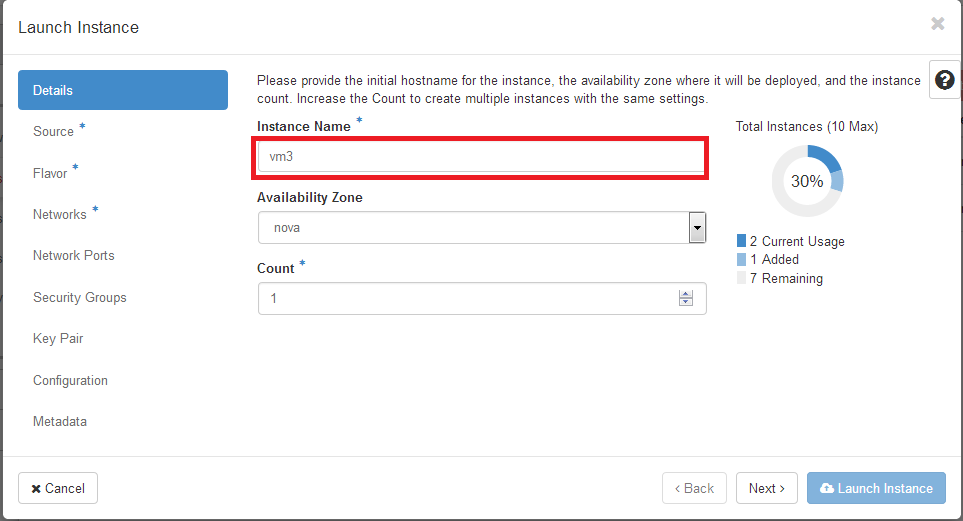 Launch Instance
Details
Source *
Flavor *
Networks *
Network Ports
Security Groups
Key Pair
Configuration
Metadata
Please provide the initial hostname for the instance, the availability zone where it will be deployed, and the instance
count. Increase the Count to create multiple instances with the same settings.
Instance Name *
vm3
Availability Zone
nova
Count *
1
Total Instances (10 Max)
30%
2 Current Usage
1 Added
7 Remaining
Cancel
Back
Next
Launch Instance